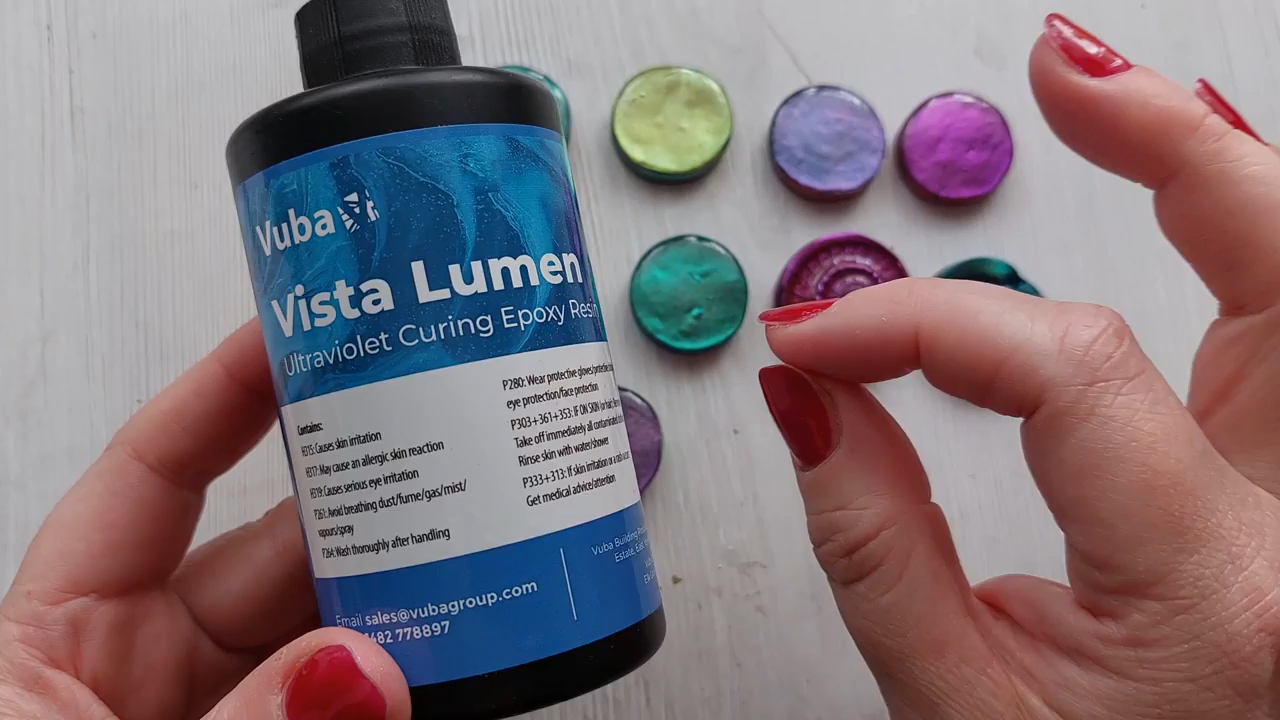 Vuba
Vista Lumen
Ultraviolet Curing Epoxy Resin
Contains:
H315: Causes skin irritation
H317: May cause an allergic skin reaction
H319: Causes serious eye irritation
P261: Avoid breathing dust/fume/gas/mist/
vapours/spray
P264: Wash thoroughly after handling
P280: Wear protective gloves/protective
eye protection/face protection
P303+361+353: IF ON SKIN (or hair):
Take off immediately all contaminated
Rinse skin with water/shower
P333+313: If skin irritation or a rash
Get medical advice/attention
Email sales@vubagroup.com
482 778897
Vuba Building
Estate,